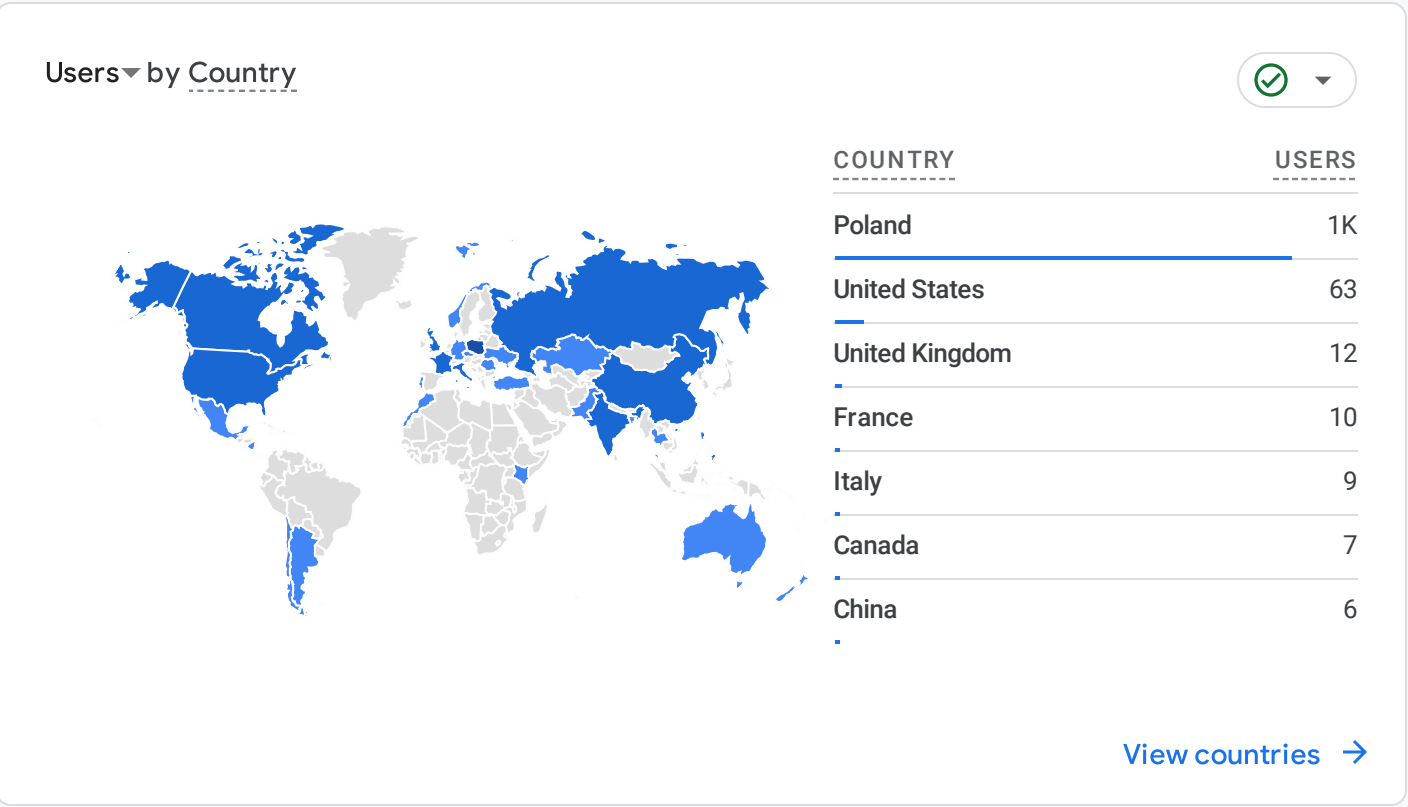 Users by Country
COUNTRY USERS
Poland 1K
United States 63
United Kingdom 12
France 10
Italy 9
Canada 7
China 6
View countries